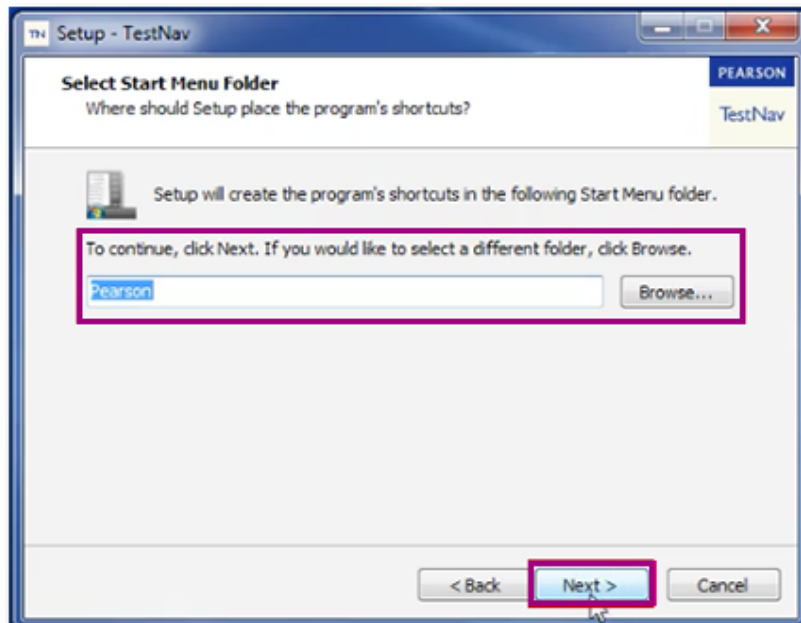 TN Setup - TestNav
Select Start Menu Folder
Where should Setup place the program's shortcuts?
PEARSON
TestNav
Setup will create the program's shortcuts in the following Start Menu folder.
To continue, click Next. If you would like to select a different folder, click Browse.
Pearson
Browse...
< Back
Next >
Cancel